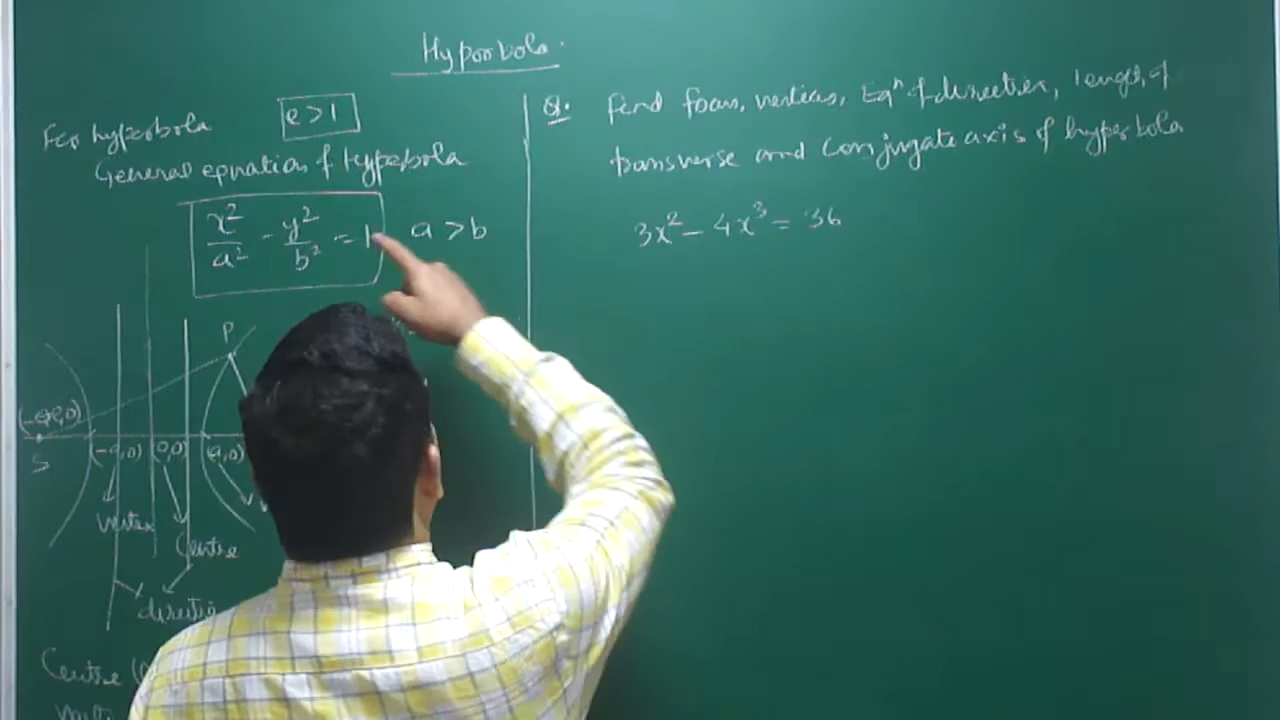 Hyperbola.
For hyperbola
e > 1
General equation of Hyperbola
x²/a² - y²/b² = 1
a > b
P
(-ae,0)
S
(-a,0)
(0,0)
(a,0)
vertex
Centre
directrix
Centre (0
Q. Find focus, vertices, Eqⁿ of directrix, length of
transverse and conjugate axis of hyperbola
3x² - 4x³ = 36